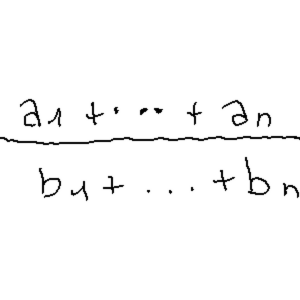 a₁ + ... + aₙ
b₁ + ... + bₙ